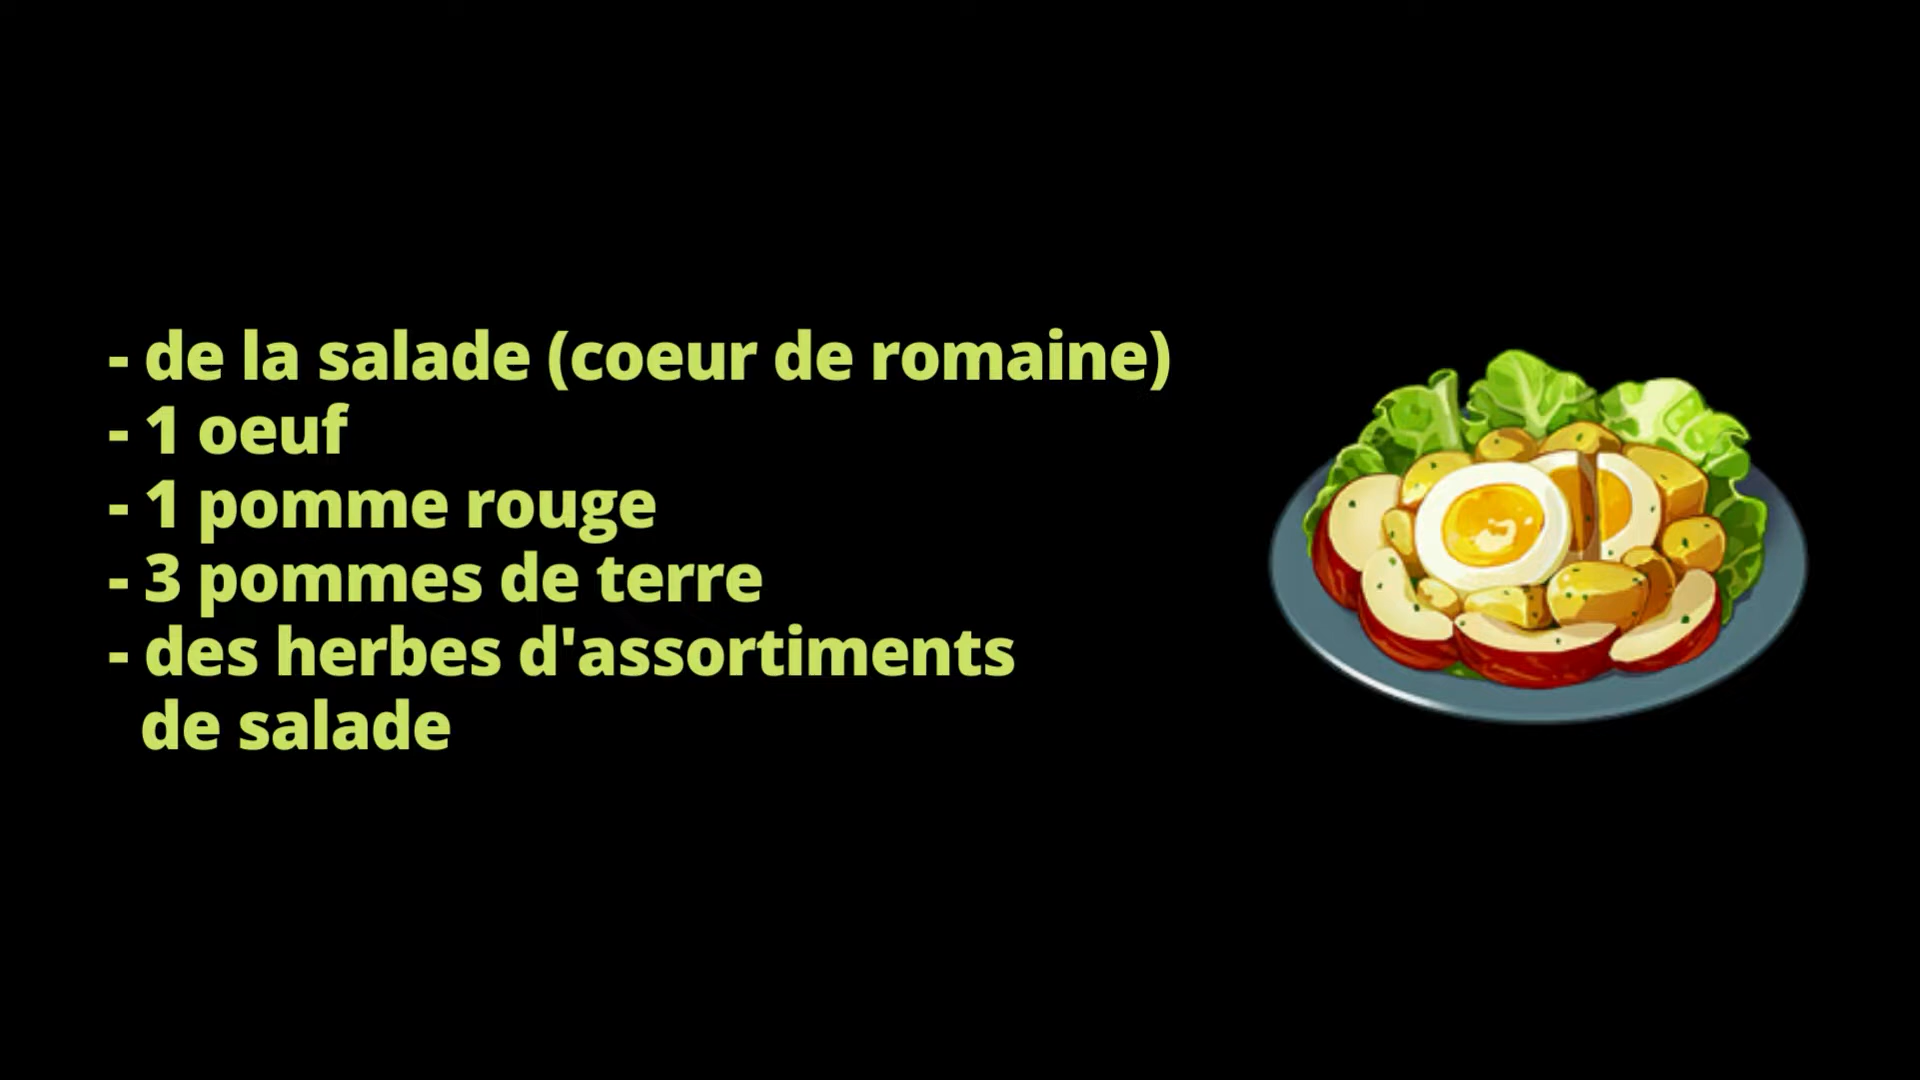 - de la salade (coeur de romaine)
- 1 oeuf
- 1 pomme rouge
- 3 pommes de terre
- des herbes d'assortiments
de salade